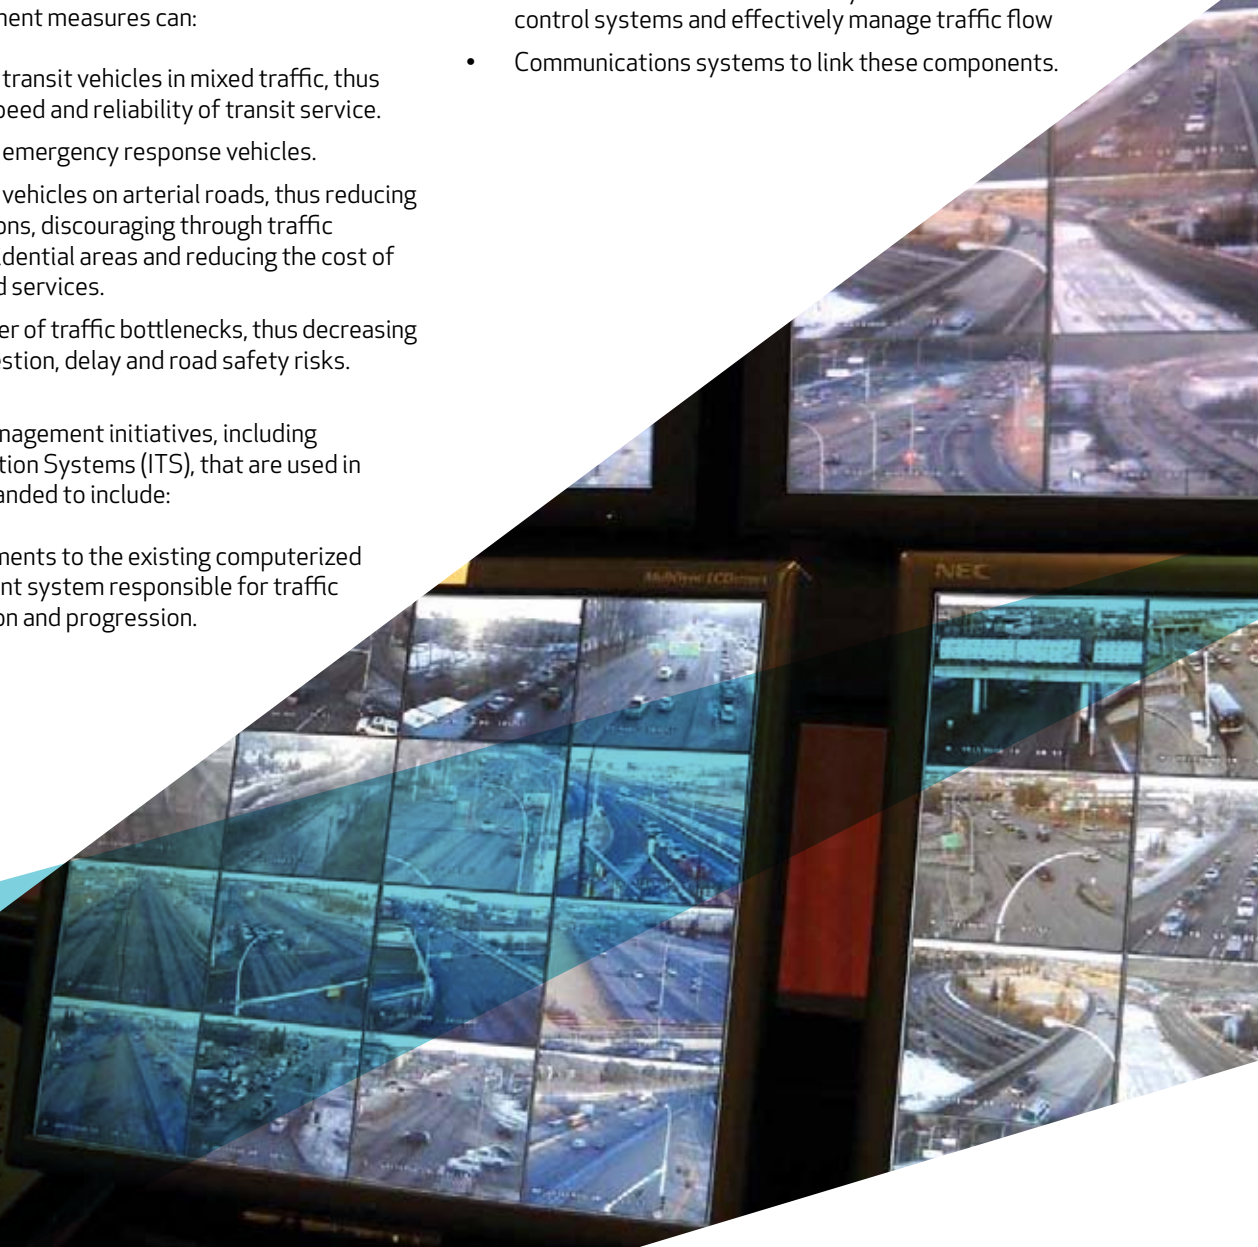 ment measures can:
transit vehicles in mixed traffic, thus
peed and reliability of transit service.
emergency response vehicles.
vehicles on arterial roads, thus reducing
ons, discouraging through traffic
dential areas and reducing the cost of
d services.
er of traffic bottlenecks, thus decreasing
estion, delay and road safety risks.
nagement initiatives, including
tion Systems (ITS), that are used in
anded to include:
ments to the existing computerized
nt system responsible for traffic
on and progression.
control systems and effectively manage traffic flow
• Communications systems to link these components.
MultiSync
NEC